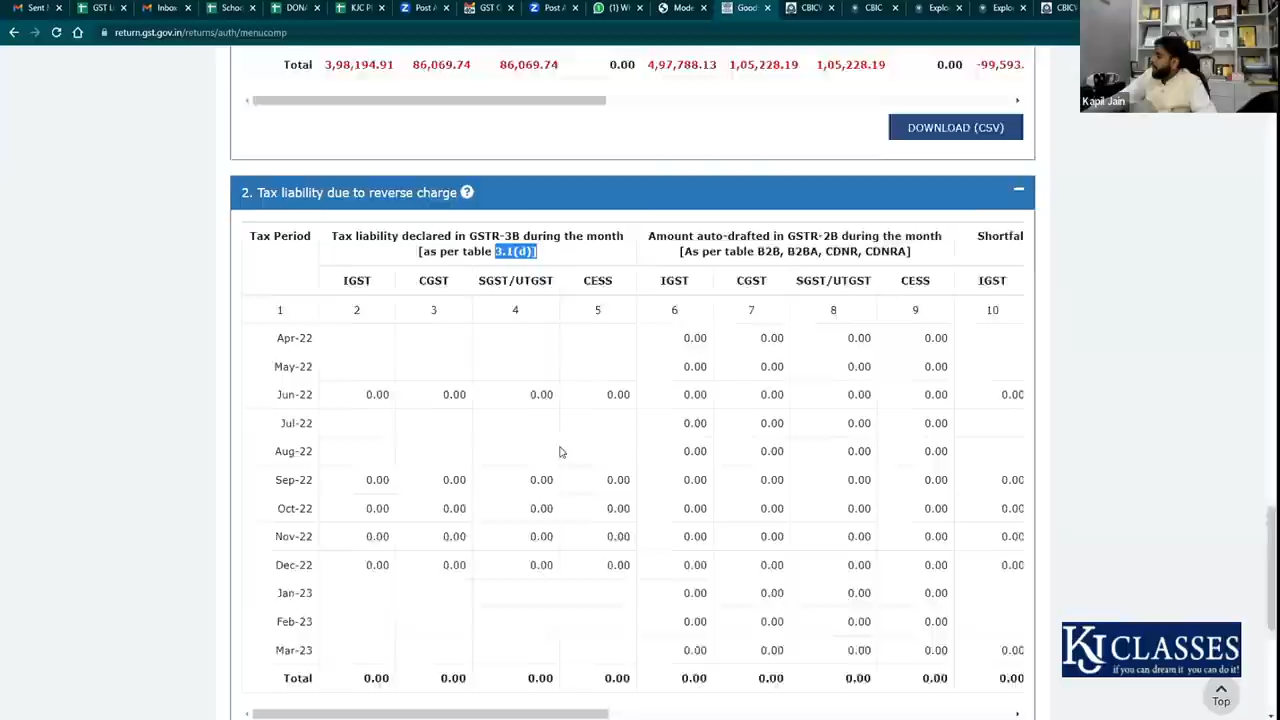 Sent M
GST Li
Inbox
Scho
DONA
KJC PI
Post A
GST C
Post A
(1) W
Mode
Good
CBICV
CBIC
Explo
Explo
CBICV
return.gst.gov.in/returns/auth/menucomp
Total 3,98,194.91 86,069.74 86,069.74 0.00 4,97,788.13 1,05,228.19 1,05,228.19 0.00 -99,593.
Kapil Jain
DOWNLOAD (CSV)
2. Tax liability due to reverse charge ?
Tax Period Tax liability declared in GSTR-3B during the month Amount auto-drafted in GSTR-2B during the month Shortfal
[as per table 3.1(d)] [As per table B2B, B2BA, CDNR, CDNRA]
IGST CGST SGST/UTGST CESS IGST CGST SGST/UTGST CESS IGST
1 2 3 4 5 6 7 8 9 10
Apr-22 0.00 0.00 0.00 0.00
May-22 0.00 0.00 0.00 0.00
Jun-22 0.00 0.00 0.00 0.00 0.00 0.00 0.00 0.00 0.00
Jul-22 0.00 0.00 0.00 0.00
Aug-22 0.00 0.00 0.00 0.00
Sep-22 0.00 0.00 0.00 0.00 0.00 0.00 0.00 0.00 0.00
Oct-22 0.00 0.00 0.00 0.00 0.00 0.00 0.00 0.00 0.00
Nov-22 0.00 0.00 0.00 0.00 0.00 0.00 0.00 0.00 0.00
Dec-22 0.00 0.00 0.00 0.00 0.00 0.00 0.00 0.00 0.00
Jan-23 0.00 0.00 0.00 0.00
Feb-23 0.00 0.00 0.00 0.00
Mar-23 0.00 0.00 0.00 0.00 0.00
Total 0.00 0.00 0.00 0.00 0.00 0.00 0.00 0.00 0.00
KJ CLASSES
if you can dream it you can do it!
Top